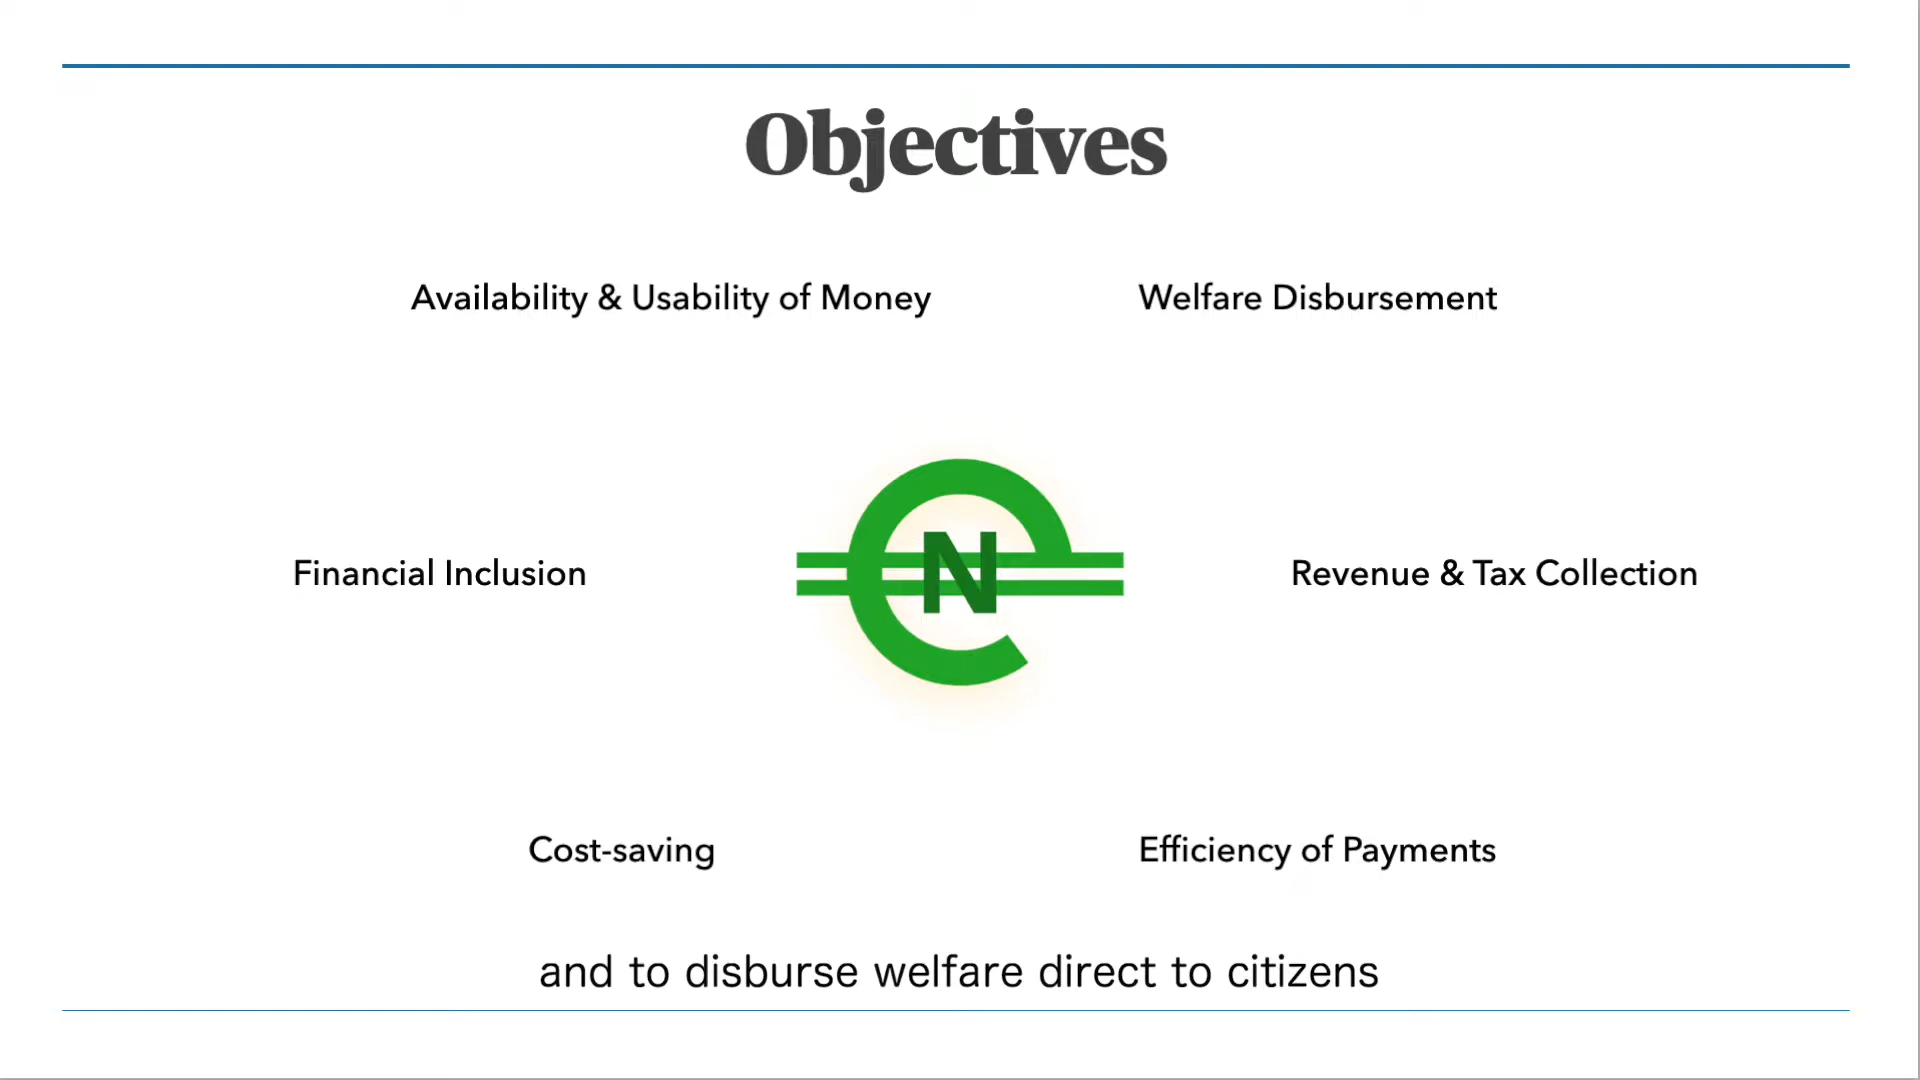 Objectives
Availability & Usability of Money
Welfare Disbursement
Financial Inclusion
N
Revenue & Tax Collection
Cost-saving
Efficiency of Payments
and to disburse welfare direct to citizens